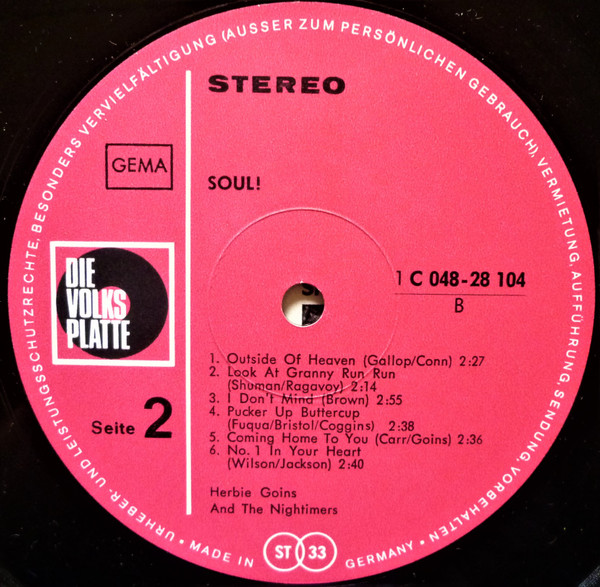 URHEBER- UND LEISTUNGSSCHUTZRECHTE, BESONDERS VERVIELFÄLTIGUNG (AUSSER ZUM PERSÖNLICHEN GEBRAUCH), VERMIETUNG, AUFFÜHRUNG, SENDUNG, VORBEHALTEN •
STEREO
GEMA
SOUL!
DIE
VOLKS
PLATTE
1 C 048-28 104
B
1. Outside Of Heaven (Gallop/Conn) 2:27
2. Look At Granny Run Run
(Shuman/Ragavoy) 2:14
3. I Don't Mind (Brown) 2:55
4. Pucker Up Buttercup
(Fuqua/Bristol/Coggins) 2:38
5. Coming Home To You (Carr/Goins) 2:36
6. No. 1 In Your Heart
(Wilson/Jackson) 2:40
Seite 2
Herbie Goins
And The Nightimers
• MADE IN ST 33 GERMANY •